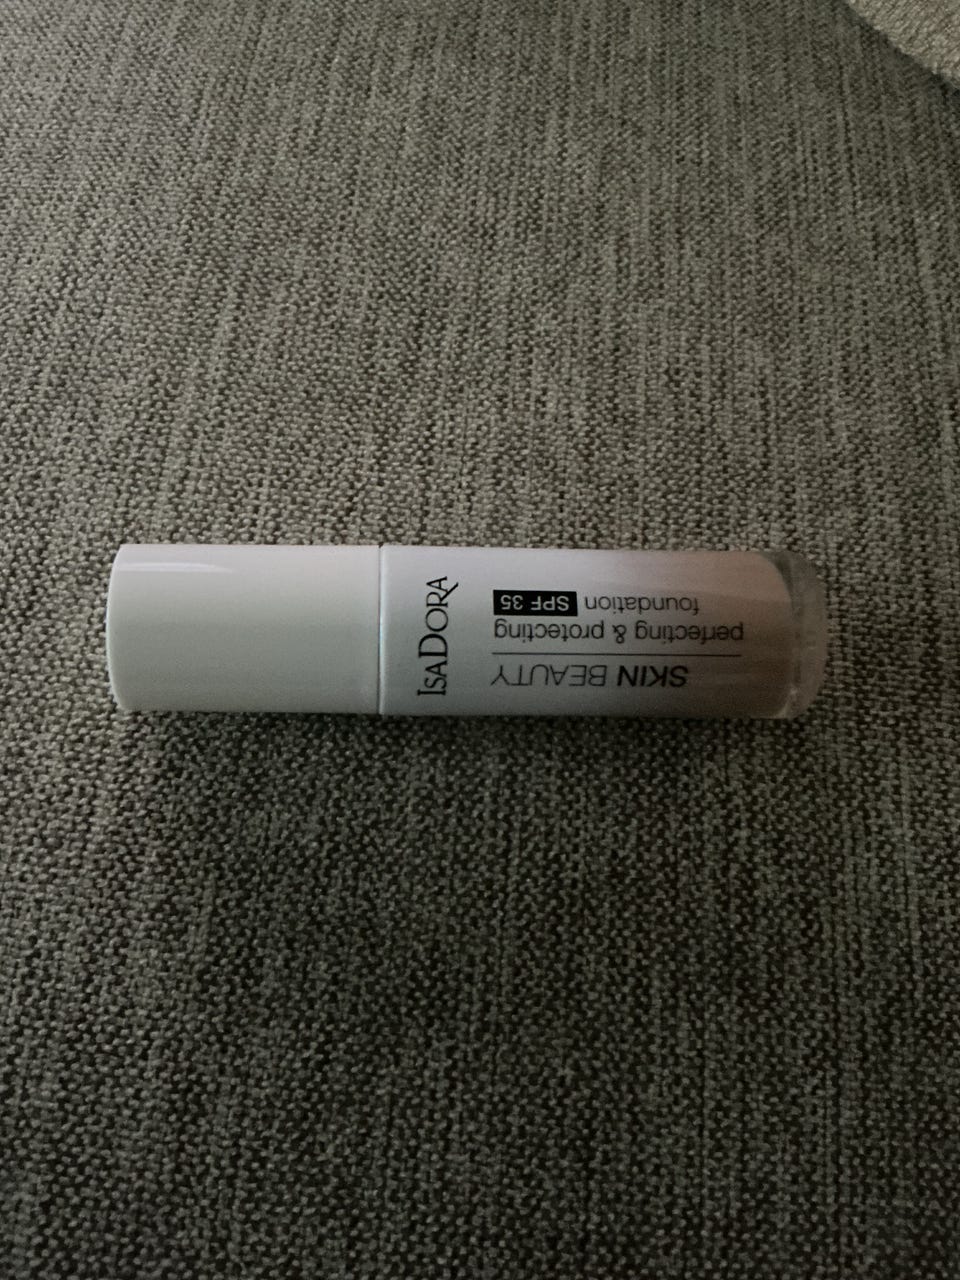 IsaDora
SKIN BEAUTY
perfecting & protecting
foundation SPF 35